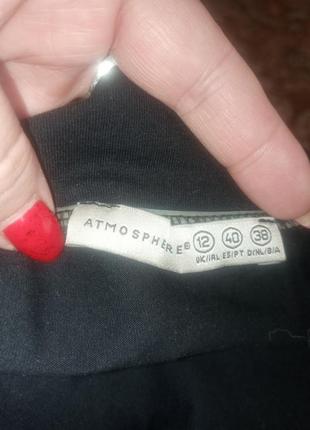 ATMOSPHERE®
12 40 38
UK/IRL ES/PT D/NL/B/A